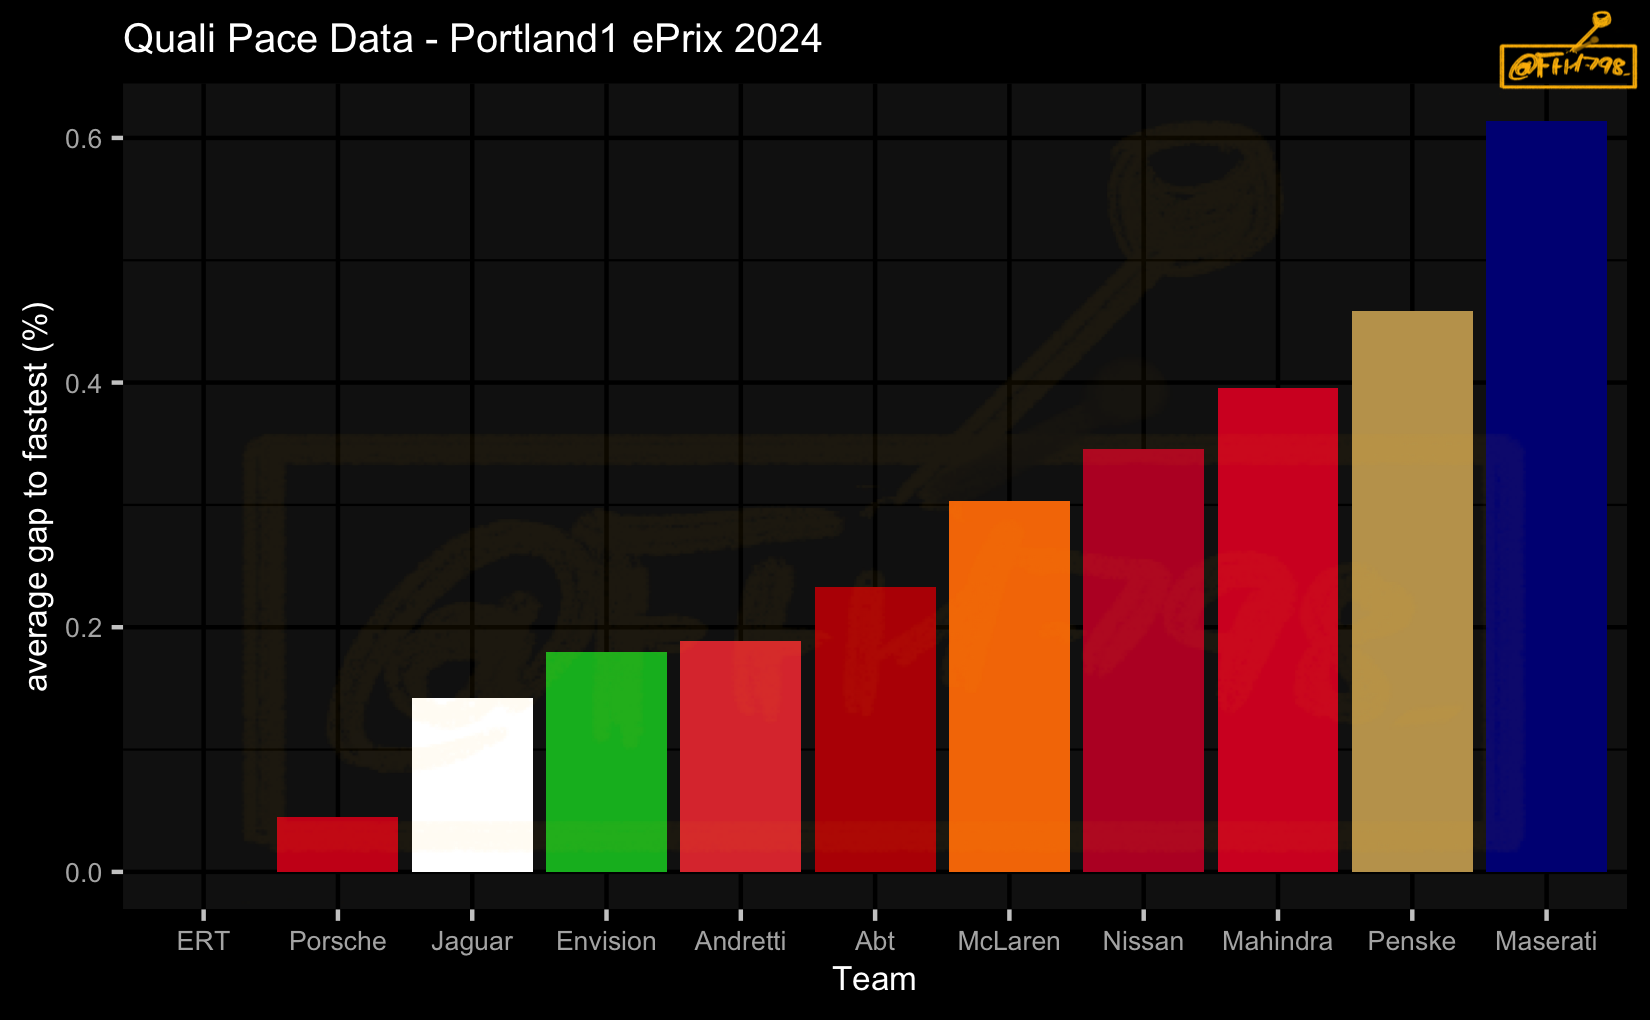 Quali Pace Data - Portland1 ePrix 2024
@FFM798_
average gap to fastest (%)
0.6
0.4
0.2
0.0
ERT Porsche Jaguar Envision Andretti Abt McLaren Nissan Mahindra Penske Maserati
Team